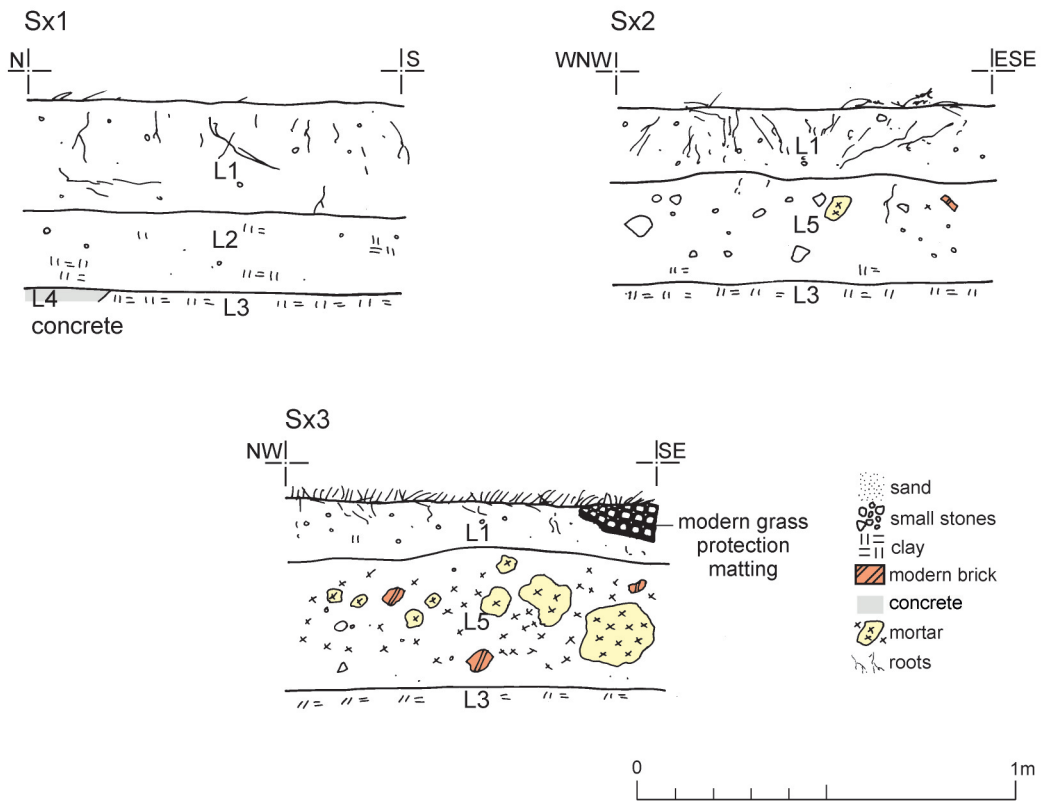 Sx1
N S
L1
L2
L4 L3
concrete
Sx2
WNW ESE
L1
L5
L3
Sx3
NW SE
L1
L5
L3
modern grass
protection
matting
sand
small stones
clay
modern brick
concrete
mortar
roots
0 1m